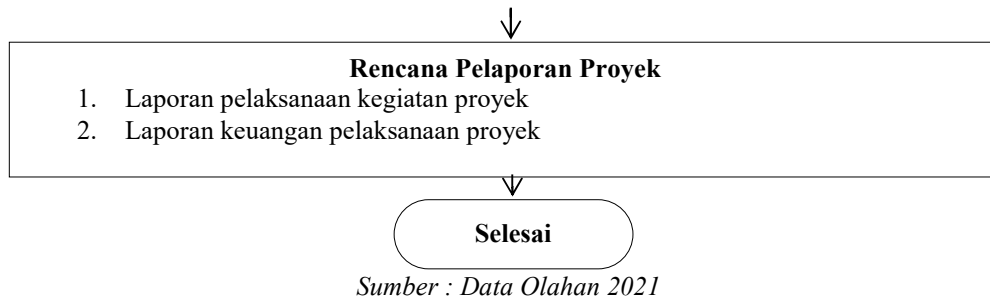 Rencana Pelaporan Proyek
1. Laporan pelaksanaan kegiatan proyek
2. Laporan keuangan pelaksanaan proyek
Selesai
Sumber : Data Olahan 2021